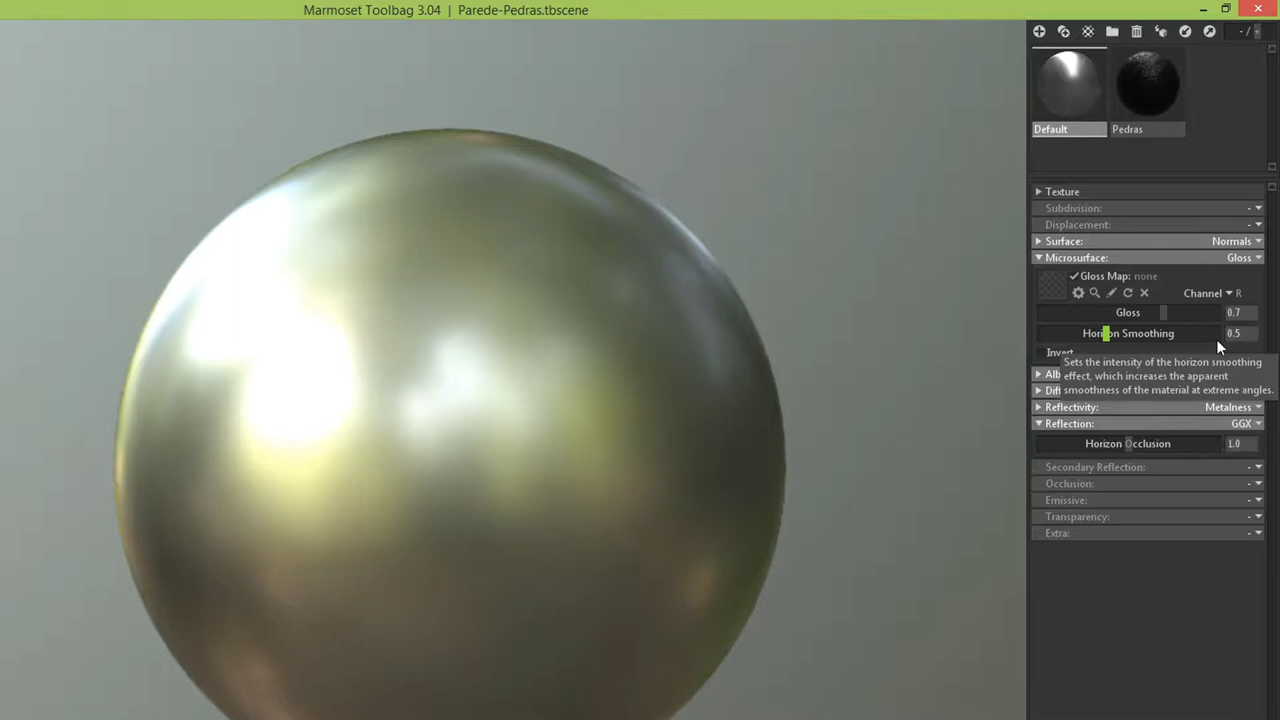 Marmoset Toolbag 3.04 | Parede-Pedras.tbscene
- /
Default
Pedras
Texture
Subdivision: -
Displacement: -
Surface: Normals
Microsurface: Gloss
Gloss Map: none
Channel R
Gloss 0.7
Horizon Smoothing 0.5
Invert
Sets the intensity of the horizon smoothing
effect, which increases the apparent
smoothness of the material at extreme angles.
Alb
Dif
Reflectivity: Metalness
Reflection: GGX
Horizon Occlusion 1.0
Secondary Reflection: -
Occlusion: -
Emissive: -
Transparency: -
Extra: -